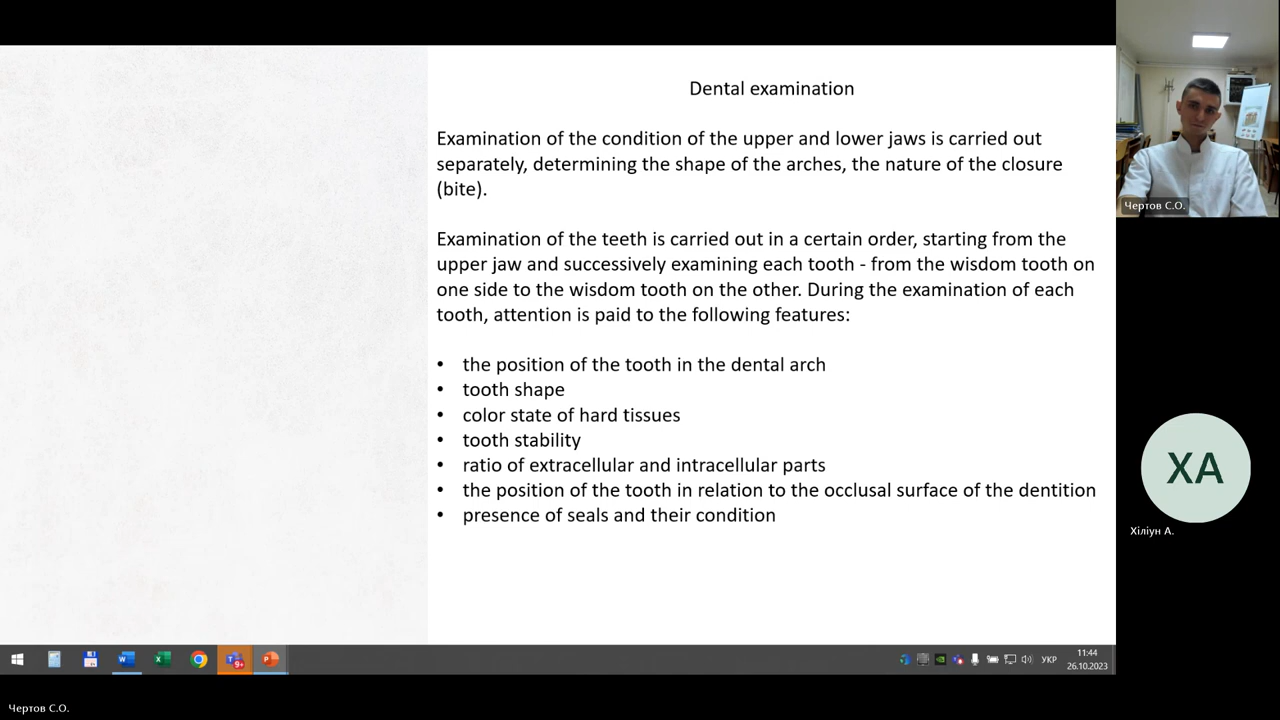 Dental examination
Examination of the condition of the upper and lower jaws is carried out
separately, determining the shape of the arches, the nature of the closure
(bite).
Examination of the teeth is carried out in a certain order, starting from the
upper jaw and successively examining each tooth - from the wisdom tooth on
one side to the wisdom tooth on the other. During the examination of each
tooth, attention is paid to the following features:
• the position of the tooth in the dental arch
• tooth shape
• color state of hard tissues
• tooth stability
• ratio of extracellular and intracellular parts
• the position of the tooth in relation to the occlusal surface of the dentition
• presence of seals and their condition
Чертов С.О.
ХА
Хіліун А.
9+
УКР
11:44
26.10.2023
Чертов С.О.